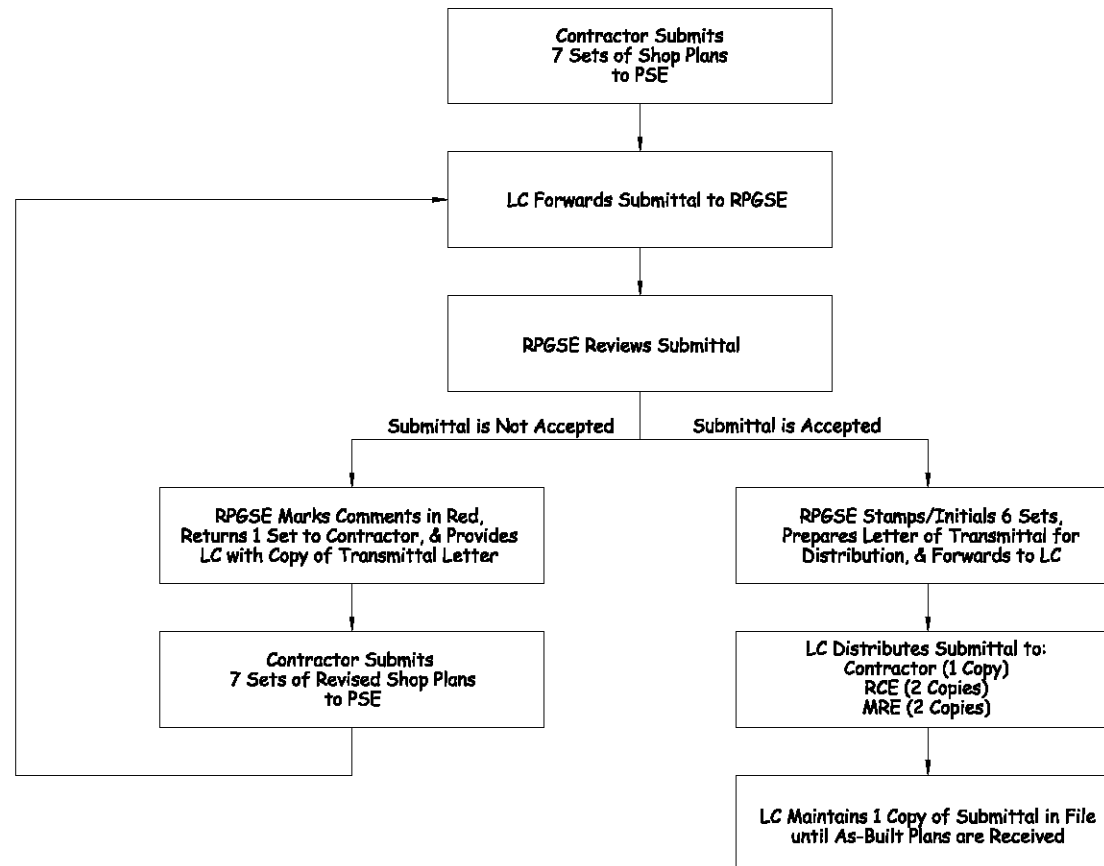 Contractor Submits
7 Sets of Shop Plans
to PSE
LC Forwards Submittal to RPGSE
RPGSE Reviews Submittal
Submittal is Not Accepted
Submittal is Accepted
RPGSE Marks Comments in Red,
Returns 1 Set to Contractor, & Provides
LC with Copy of Transmittal Letter
RPGSE Stamps/Initials 6 Sets,
Prepares Letter of Transmittal for
Distribution, & Forwards to LC
Contractor Submits
7 Sets of Revised Shop Plans
to PSE
LC Distributes Submittal to:
Contractor (1 Copy)
RCE (2 Copies)
MRE (2 Copies)
LC Maintains 1 Copy of Submittal in File
until As-Built Plans are Received